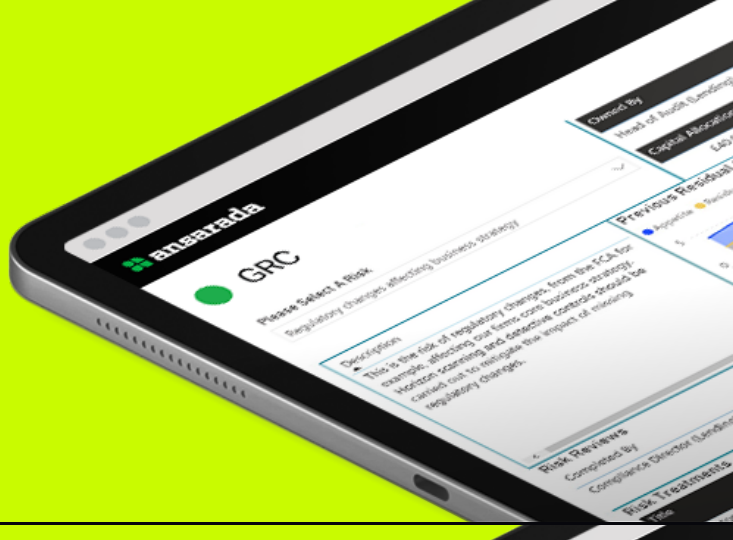 ansarada
GRC
Please Select A Risk
Regulatory changes affecting business strategy
Description
This is the risk of regulatory changes, from the FCA for
example, affecting our firms core business strategy.
Horizon scanning and detective controls should be
carried out to mitigate the impact of missing
regulatory changes.
Owned By
Head of Audit (Lending)
Capital Allocation
£40
Previous Residual
Appetite
5
0
Risk Reviews
Completed By
Compliance Director (Lending
Risk Treatments
Title